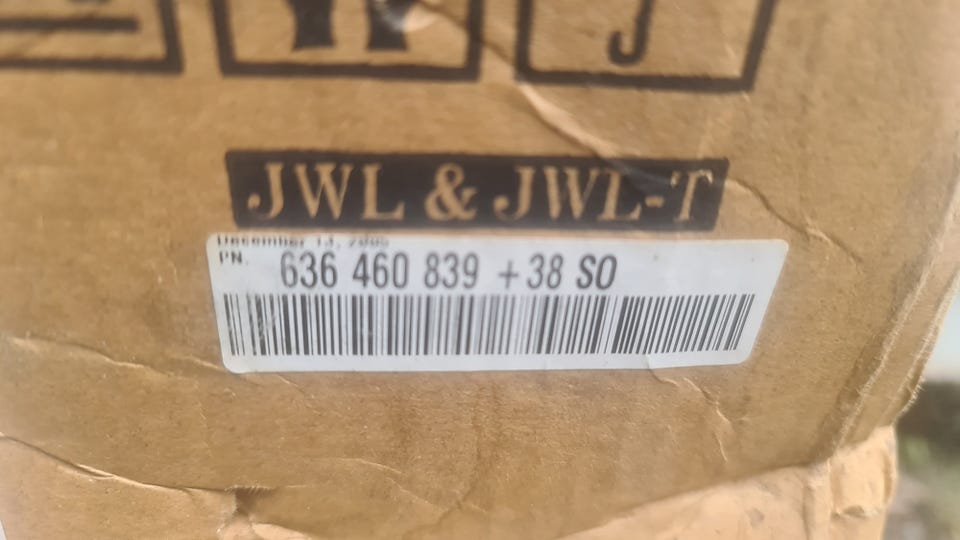 J
JWL & JWL-T
December 13, 2005
PN. 636 460 839 +38 SO